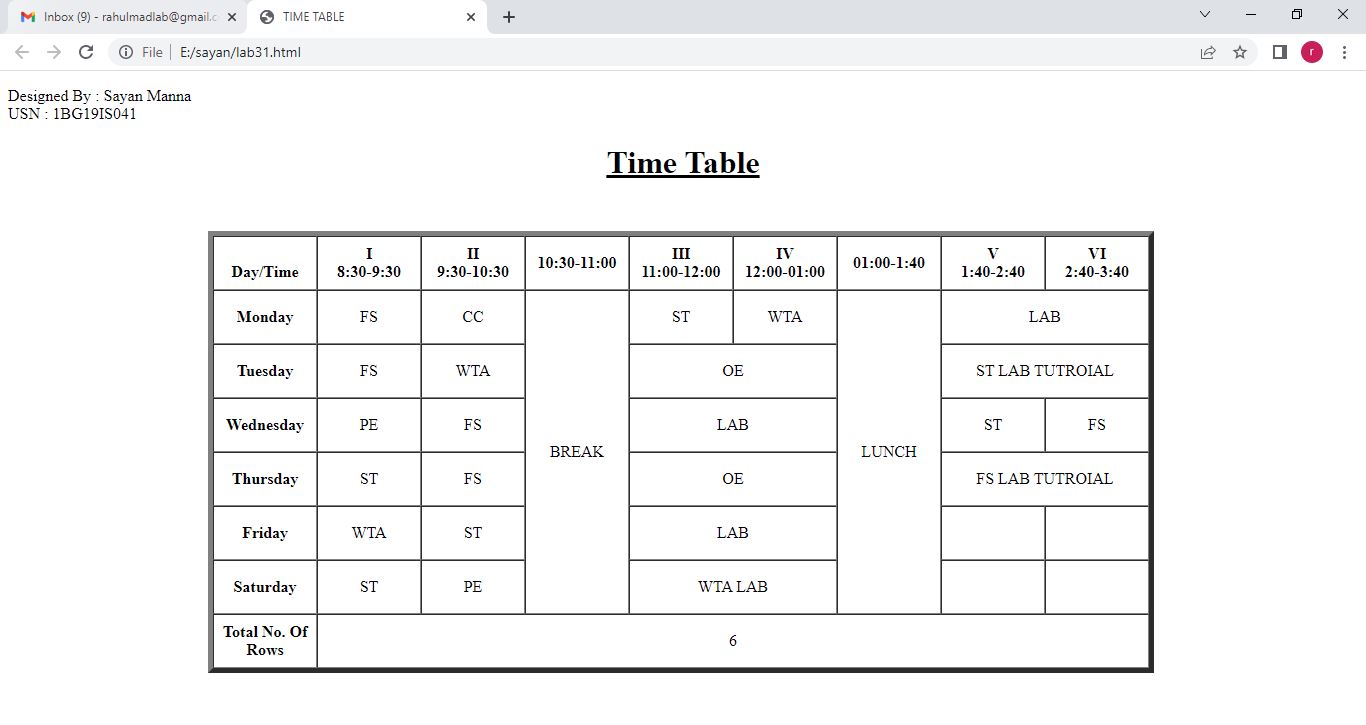 Inbox (9) - rahulmadlab@gmail.c
TIME TABLE
File
E:/sayan/lab31.html
r
Designed By : Sayan Manna
USN : 1BG19IS041
Time Table
Day/Time
I
8:30-9:30
II
9:30-10:30
10:30-11:00
III
11:00-12:00
IV
12:00-01:00
01:00-1:40
V
1:40-2:40
VI
2:40-3:40
Monday
FS
CC
BREAK
ST
WTA
LUNCH
LAB
Tuesday
FS
WTA
OE
ST LAB TUTROIAL
Wednesday
PE
FS
LAB
ST
FS
Thursday
ST
FS
OE
FS LAB TUTROIAL
Friday
WTA
ST
LAB
Saturday
ST
PE
WTA LAB
Total No. Of
Rows
6